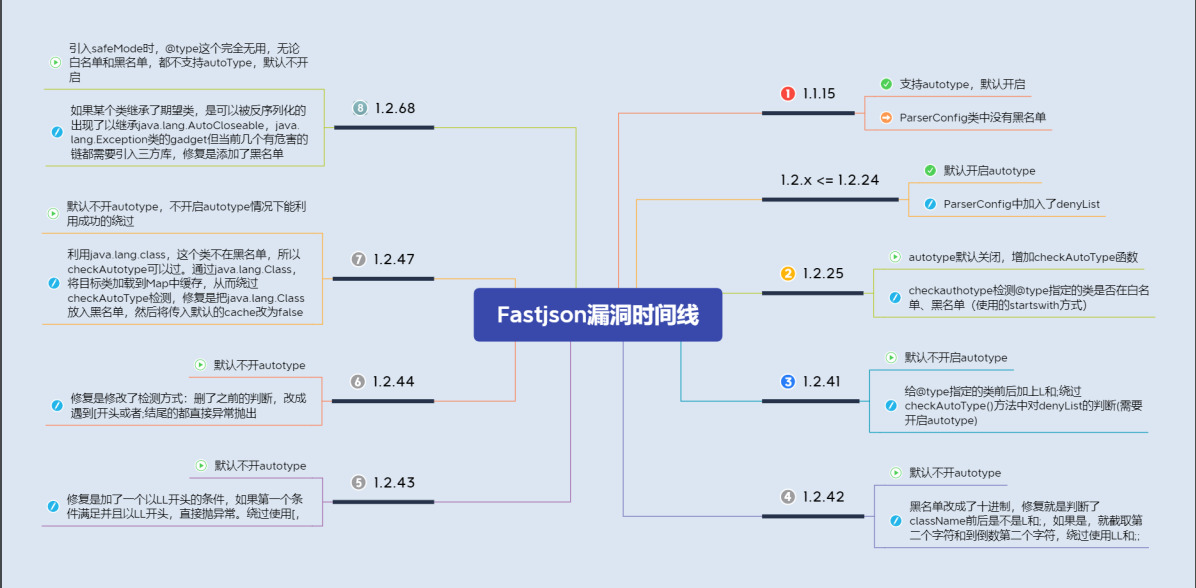 Fastjson漏洞时间线
1 1.1.15
支持autotype，默认开启
ParserConfig类中没有黑名单
1.2.x <= 1.2.24
默认开启autotype
ParserConfig中加入了denyList
2 1.2.25
autotype默认关闭，增加checkAutoType函数
checkauthotype检测@type指定的类是否在白名
单、黑名单（使用的startswith方式）
3 1.2.41
默认不开启autotype
给@type指定的类前后加上L和;绕过
checkAutoType()方法中对denyList的判断(需要
开启autotype)
4 1.2.42
默认不开autotype
黑名单改成了十进制，修复就是判断了
className前后是不是L和;，如果是，就截取第
二个字符和到倒数第二个字符，绕过使用LL和;;
5 1.2.43
默认不开autotype
修复是加了一个以LL开头的条件，如果第一个条
件满足并且以LL开头，直接抛异常。绕过使用[,
6 1.2.44
默认不开autotype
修复是修改了检测方式：删了之前的判断，改成
遇到[开头或者;结尾的都直接异常抛出
7 1.2.47
默认不开autotype，不开启autotype情况下能利
用成功的绕过
利用java.lang.class，这个类不在黑名单，所以
checkAutotype可以过。通过java.lang.Class，
将目标类加载到Map中缓存，从而绕过
checkAutoType检测，修复是把java.lang.Class
放入黑名单，然后将传入默认的cache改为false
8 1.2.68
引入safeMode时，@type这个完全无用，无论
白名单和黑名单，都不支持autoType，默认不开
启
如果某个类继承了期望类，是可以被反序列化的
出现了以继承java.lang.AutoCloseable，java.
lang.Exception类的gadget但当前几个有危害的
链都需要引入三方库，修复是添加了黑名单